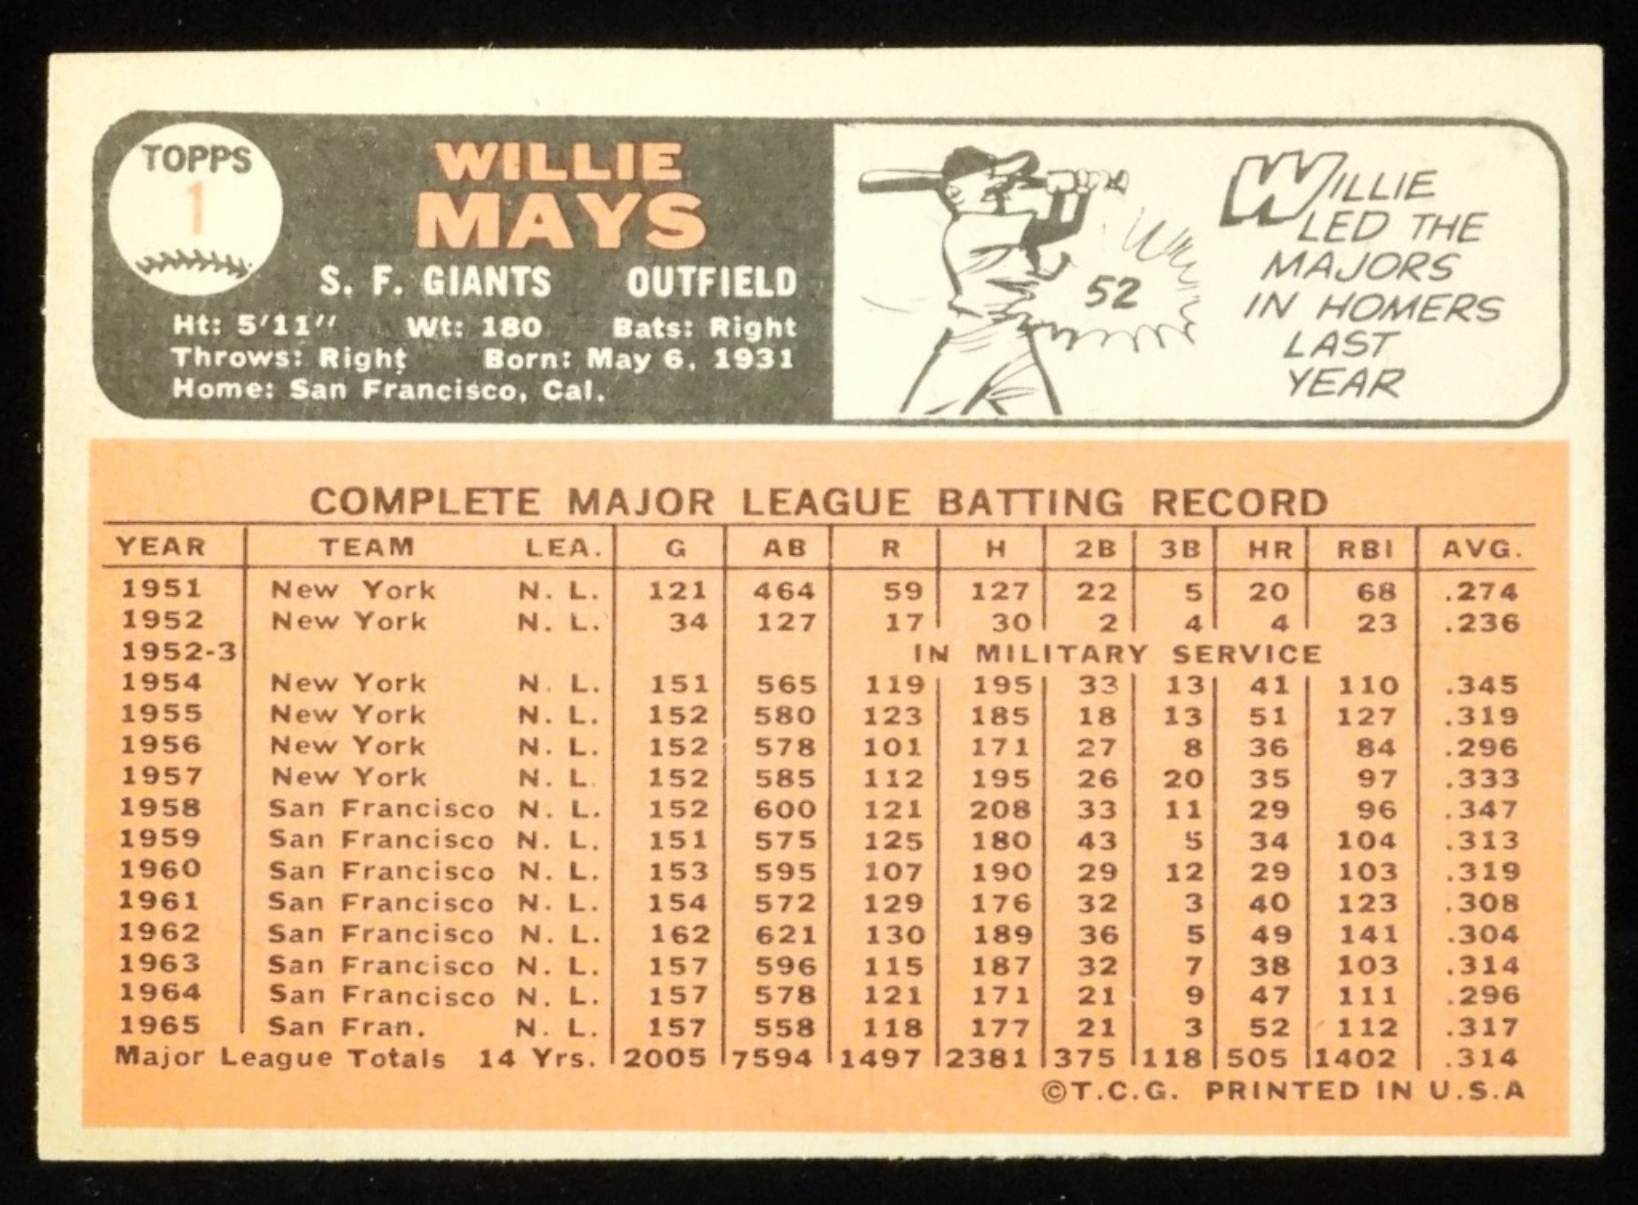 TOPPS
1
WILLIE
MAYS
S. F. GIANTS OUTFIELD
Ht: 5'11" Wt: 180 Bats: Right
Throws: Right Born: May 6, 1931
Home: San Francisco, Cal.
52
WILLIE
LED THE
MAJORS
IN HOMERS
LAST
YEAR
COMPLETE MAJOR LEAGUE BATTING RECORD
YEAR TEAM LEA. G AB R H 2B 3B HR RBI AVG.
1951 New York N. L. 121 464 59 127 22 5 20 68 .274
1952 New York N. L. 34 127 17 30 2 4 4 23 .236
1952-3 IN MILITARY SERVICE
1954 New York N. L. 151 565 119 195 33 13 41 110 .345
1955 New York N. L. 152 580 123 185 18 13 51 127 .319
1956 New York N. L. 152 578 101 171 27 8 36 84 .296
1957 New York N. L. 152 585 112 195 26 20 35 97 .333
1958 San Francisco N. L. 152 600 121 208 33 11 29 96 .347
1959 San Francisco N. L. 151 575 125 180 43 5 34 104 .313
1960 San Francisco N. L. 153 595 107 190 29 12 29 103 .319
1961 San Francisco N. L. 154 572 129 176 32 3 40 123 .308
1962 San Francisco N. L. 162 621 130 189 36 5 49 141 .304
1963 San Francisco N. L. 157 596 115 187 32 7 38 103 .314
1964 San Francisco N. L. 157 578 121 171 21 9 47 111 .296
1965 San Fran. N. L. 157 558 118 177 21 3 52 112 .317
Major League Totals 14 Yrs. 2005 7594 1497 2381 375 118 505 1402 .314
©T.C.G. PRINTED IN U.S.A